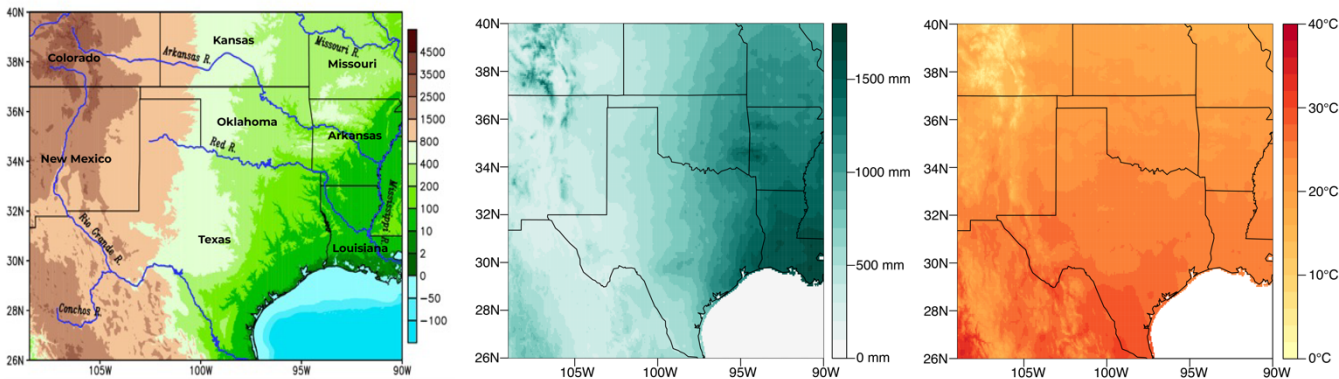 40N
38N
36N
34N
32N
30N
28N
26N
105W
100W
95W
90W
Colorado
Kansas
Missouri
Oklahoma
Arkansas
New Mexico
Texas
Louisiana
Arkansas R.
Missouri R.
Red R.
Mississippi R.
Rio Grande R.
Conchos R.
4500
3500
2500
1500
800
400
200
100
10
2
0
−50
−100
40N
38N
36N
34N
32N
30N
28N
26N
105W
100W
95W
90W
1500 mm
1000 mm
500 mm
0 mm
40N
38N
36N
34N
32N
30N
28N
26N
105W
100W
95W
90W
40°C
30°C
20°C
10°C
0°C